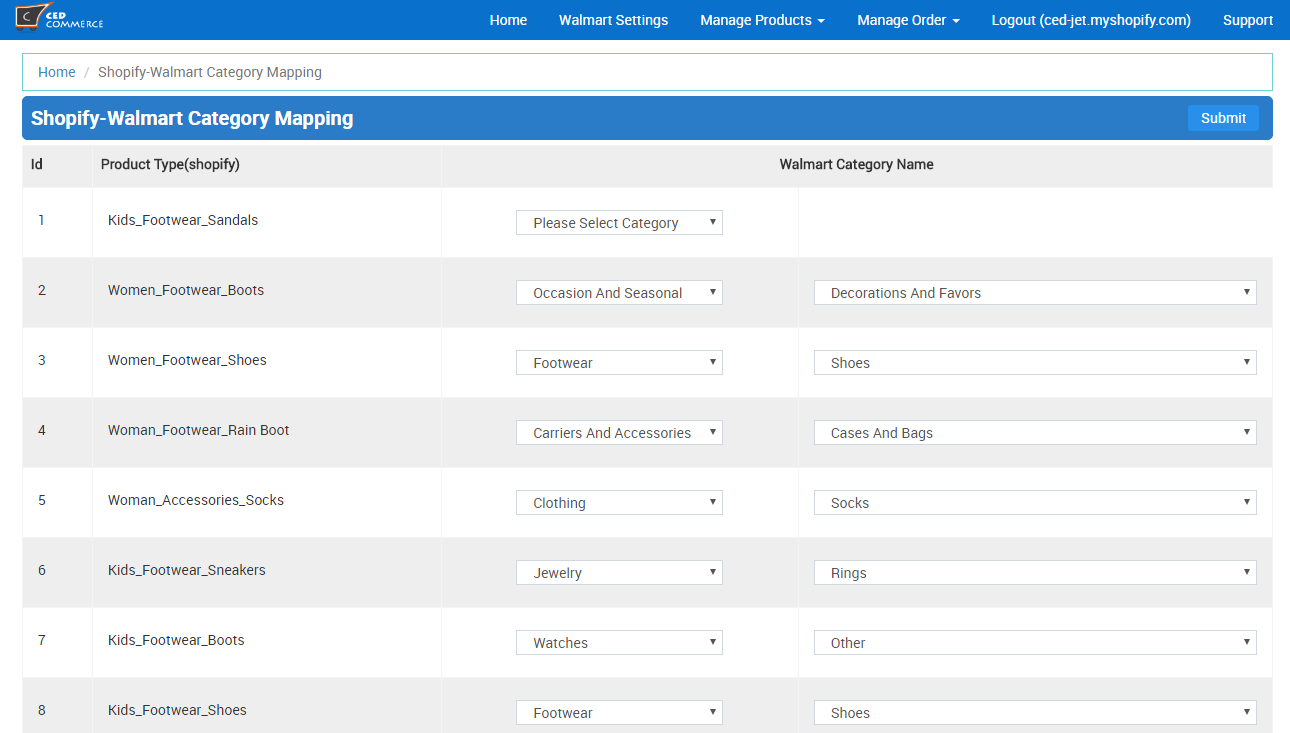 CED COMMERCE Home Walmart Settings Manage Products Manage Order Logout (ced-jet.myshopify.com) Support
Home / Shopify-Walmart Category Mapping
Shopify-Walmart Category Mapping Submit
Id Product Type(shopify) Walmart Category Name
1 Kids_Footwear_Sandals Please Select Category
2 Women_Footwear_Boots Occasion And Seasonal Decorations And Favors
3 Women_Footwear_Shoes Footwear Shoes
4 Woman_Footwear_Rain Boot Carriers And Accessories Cases And Bags
5 Woman_Accessories_Socks Clothing Socks
6 Kids_Footwear_Sneakers Jewelry Rings
7 Kids_Footwear_Boots Watches Other
8 Kids_Footwear_Shoes Footwear Shoes